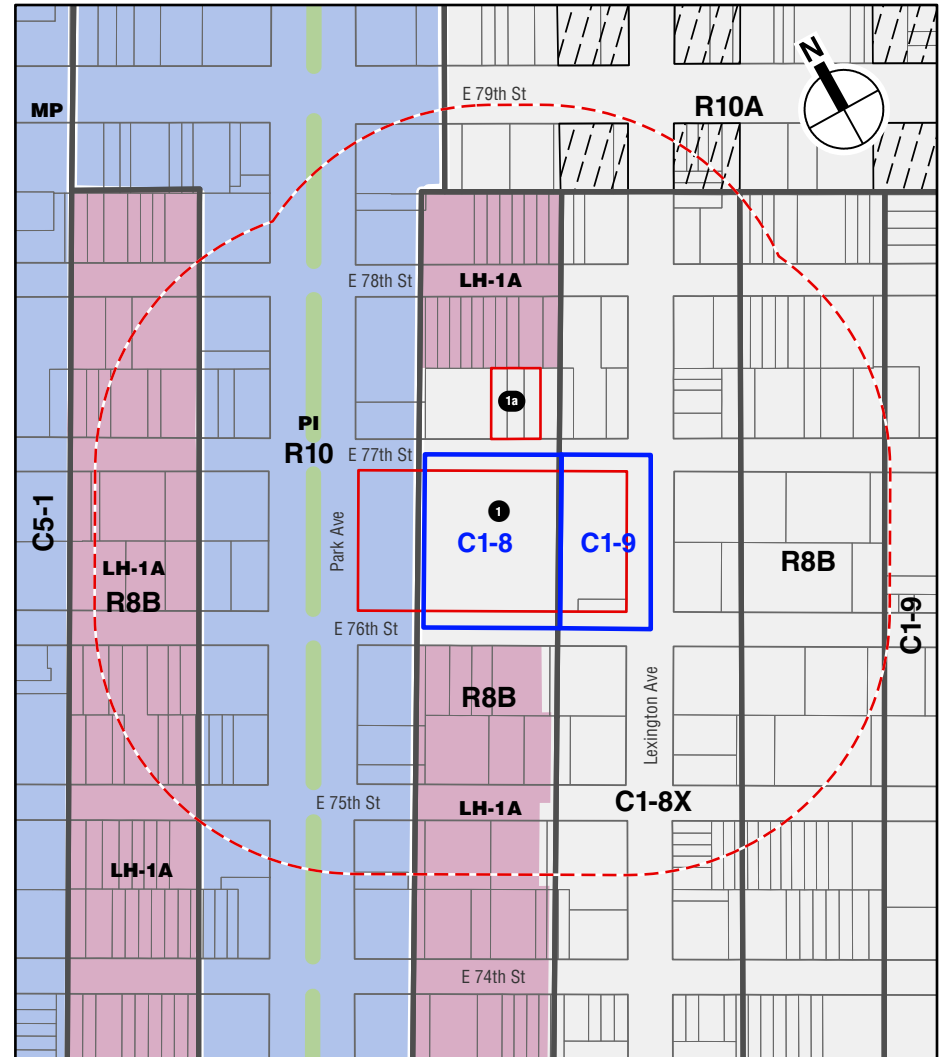 N
E 79th St
MP
R10A
E 78th St
LH-1A
1a
PI
R10
E 77th St
C5-1
Park Ave
1
C1-8
C1-9
LH-1A
R8B
R8B
C1-9
E 76th St
R8B
Lexington Ave
E 75th St
LH-1A
C1-8X
LH-1A
E 74th St